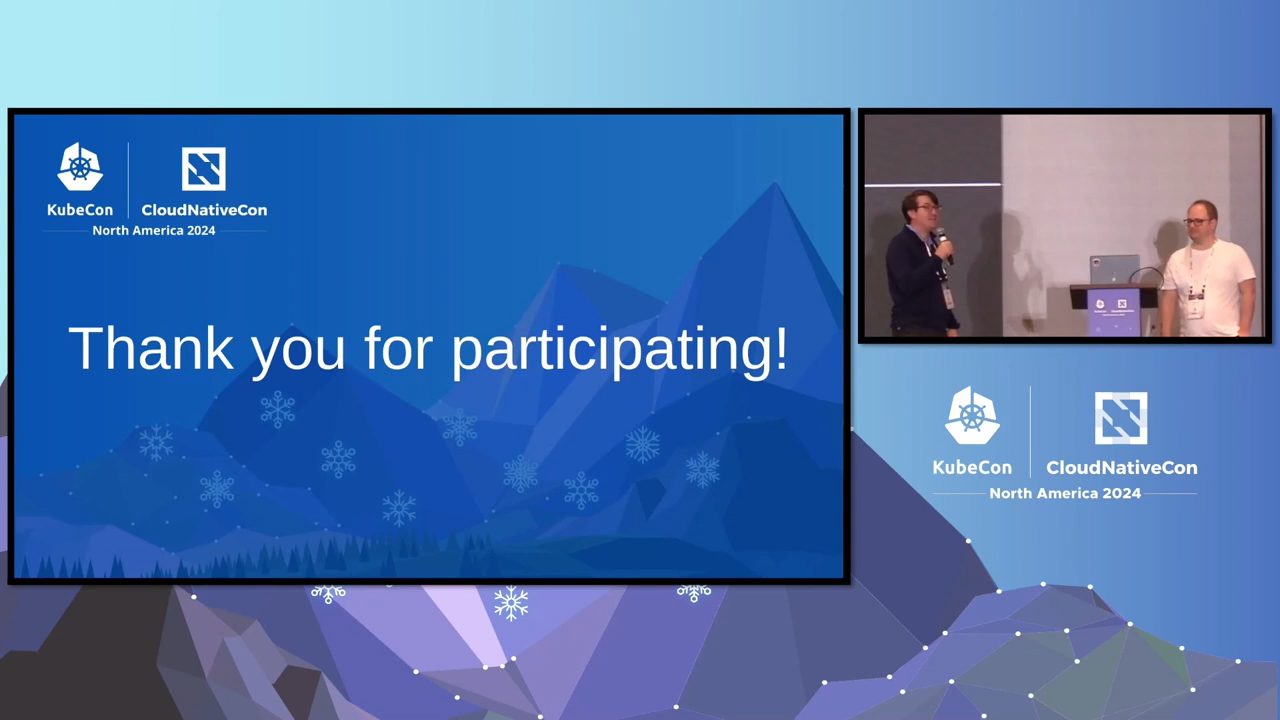 KubeCon
CloudNativeCon
North America 2024
Thank you for participating!
KubeCon
CloudNativeCon
North America 2024